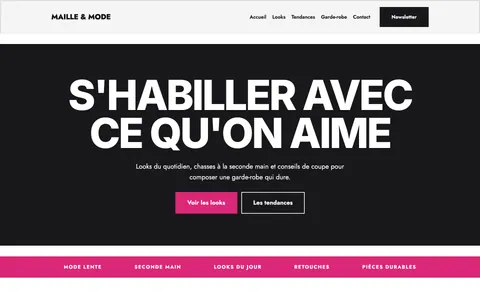 MAILLE & MODE
Accueil Looks Tendances Garde-robe Contact Newsletter
S'HABILLER AVEC
CE QU'ON AIME
Looks du quotidien, chasses à la seconde main et conseils de coupe pour
composer une garde-robe qui dure.
Voir les looks Les tendances
MODE LENTE SECONDE MAIN LOOKS DU JOUR RETOUCHES PIÈCES DURABLES